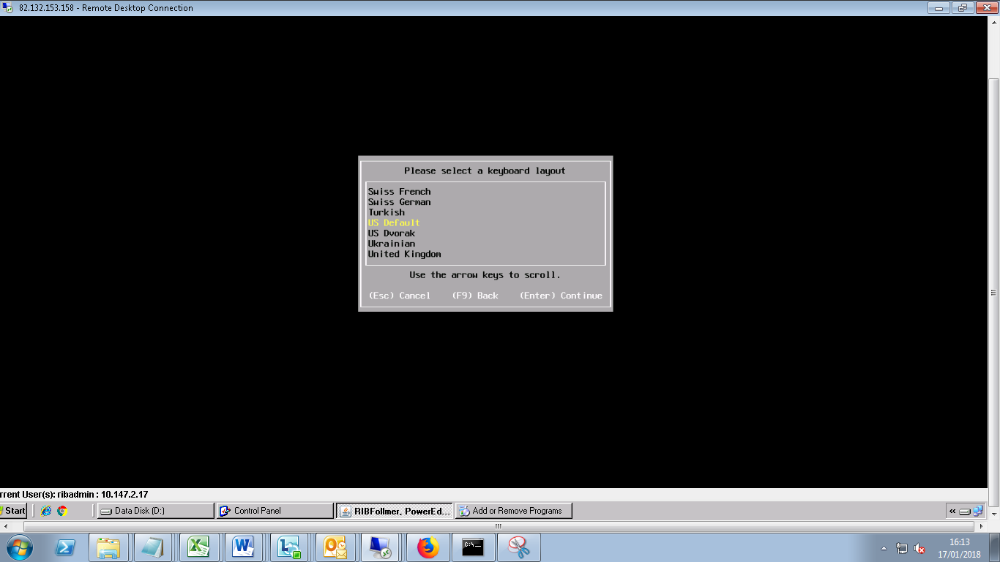 82.132.153.158 - Remote Desktop Connection
Please select a keyboard layout
Swiss French
Swiss German
Turkish
US Default
US Dvorak
Ukrainian
United Kingdom
Use the arrow keys to scroll.
(Esc) Cancel (F9) Back (Enter) Continue
rrent User(s): ribadmin : 10.147.2.17
Start Data Disk (D:) Control Panel RIBFollmer, PowerEd... Add or Remove Programs «
C:\_
16:13
17/01/2018